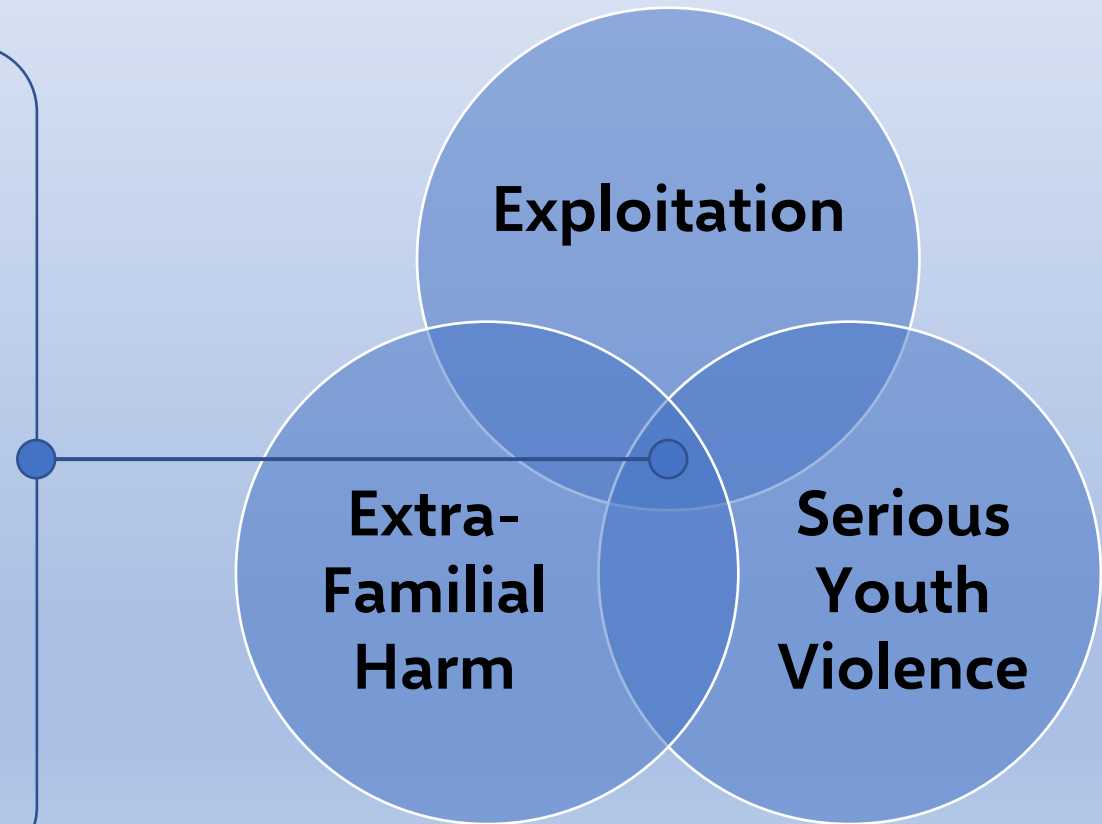 Exploitation
Extra-
Familial
Harm
Serious
Youth
Violence